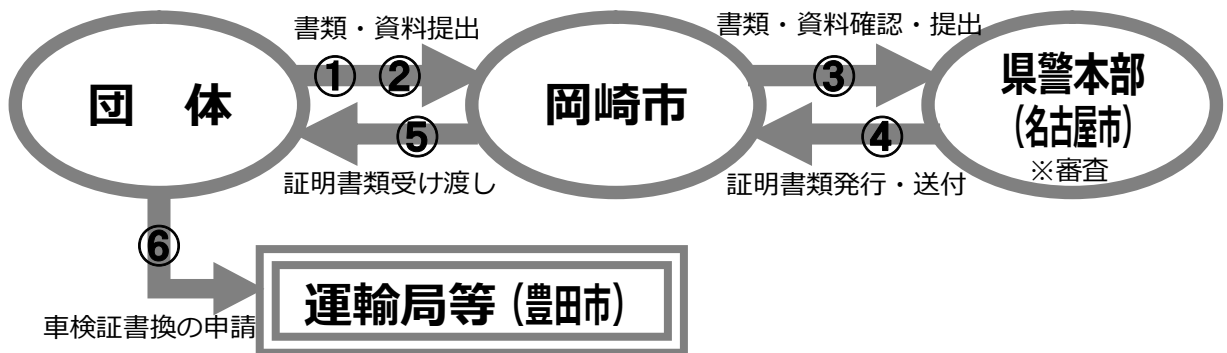 書類・資料提出
書類・資料確認・提出
① ②
③
団　体
岡崎市
県警本部
(名古屋市)
※審査
⑤
④
証明書類受け渡し
証明書類発行・送付
⑥
運輸局等（豊田市）
車検証書換の申請